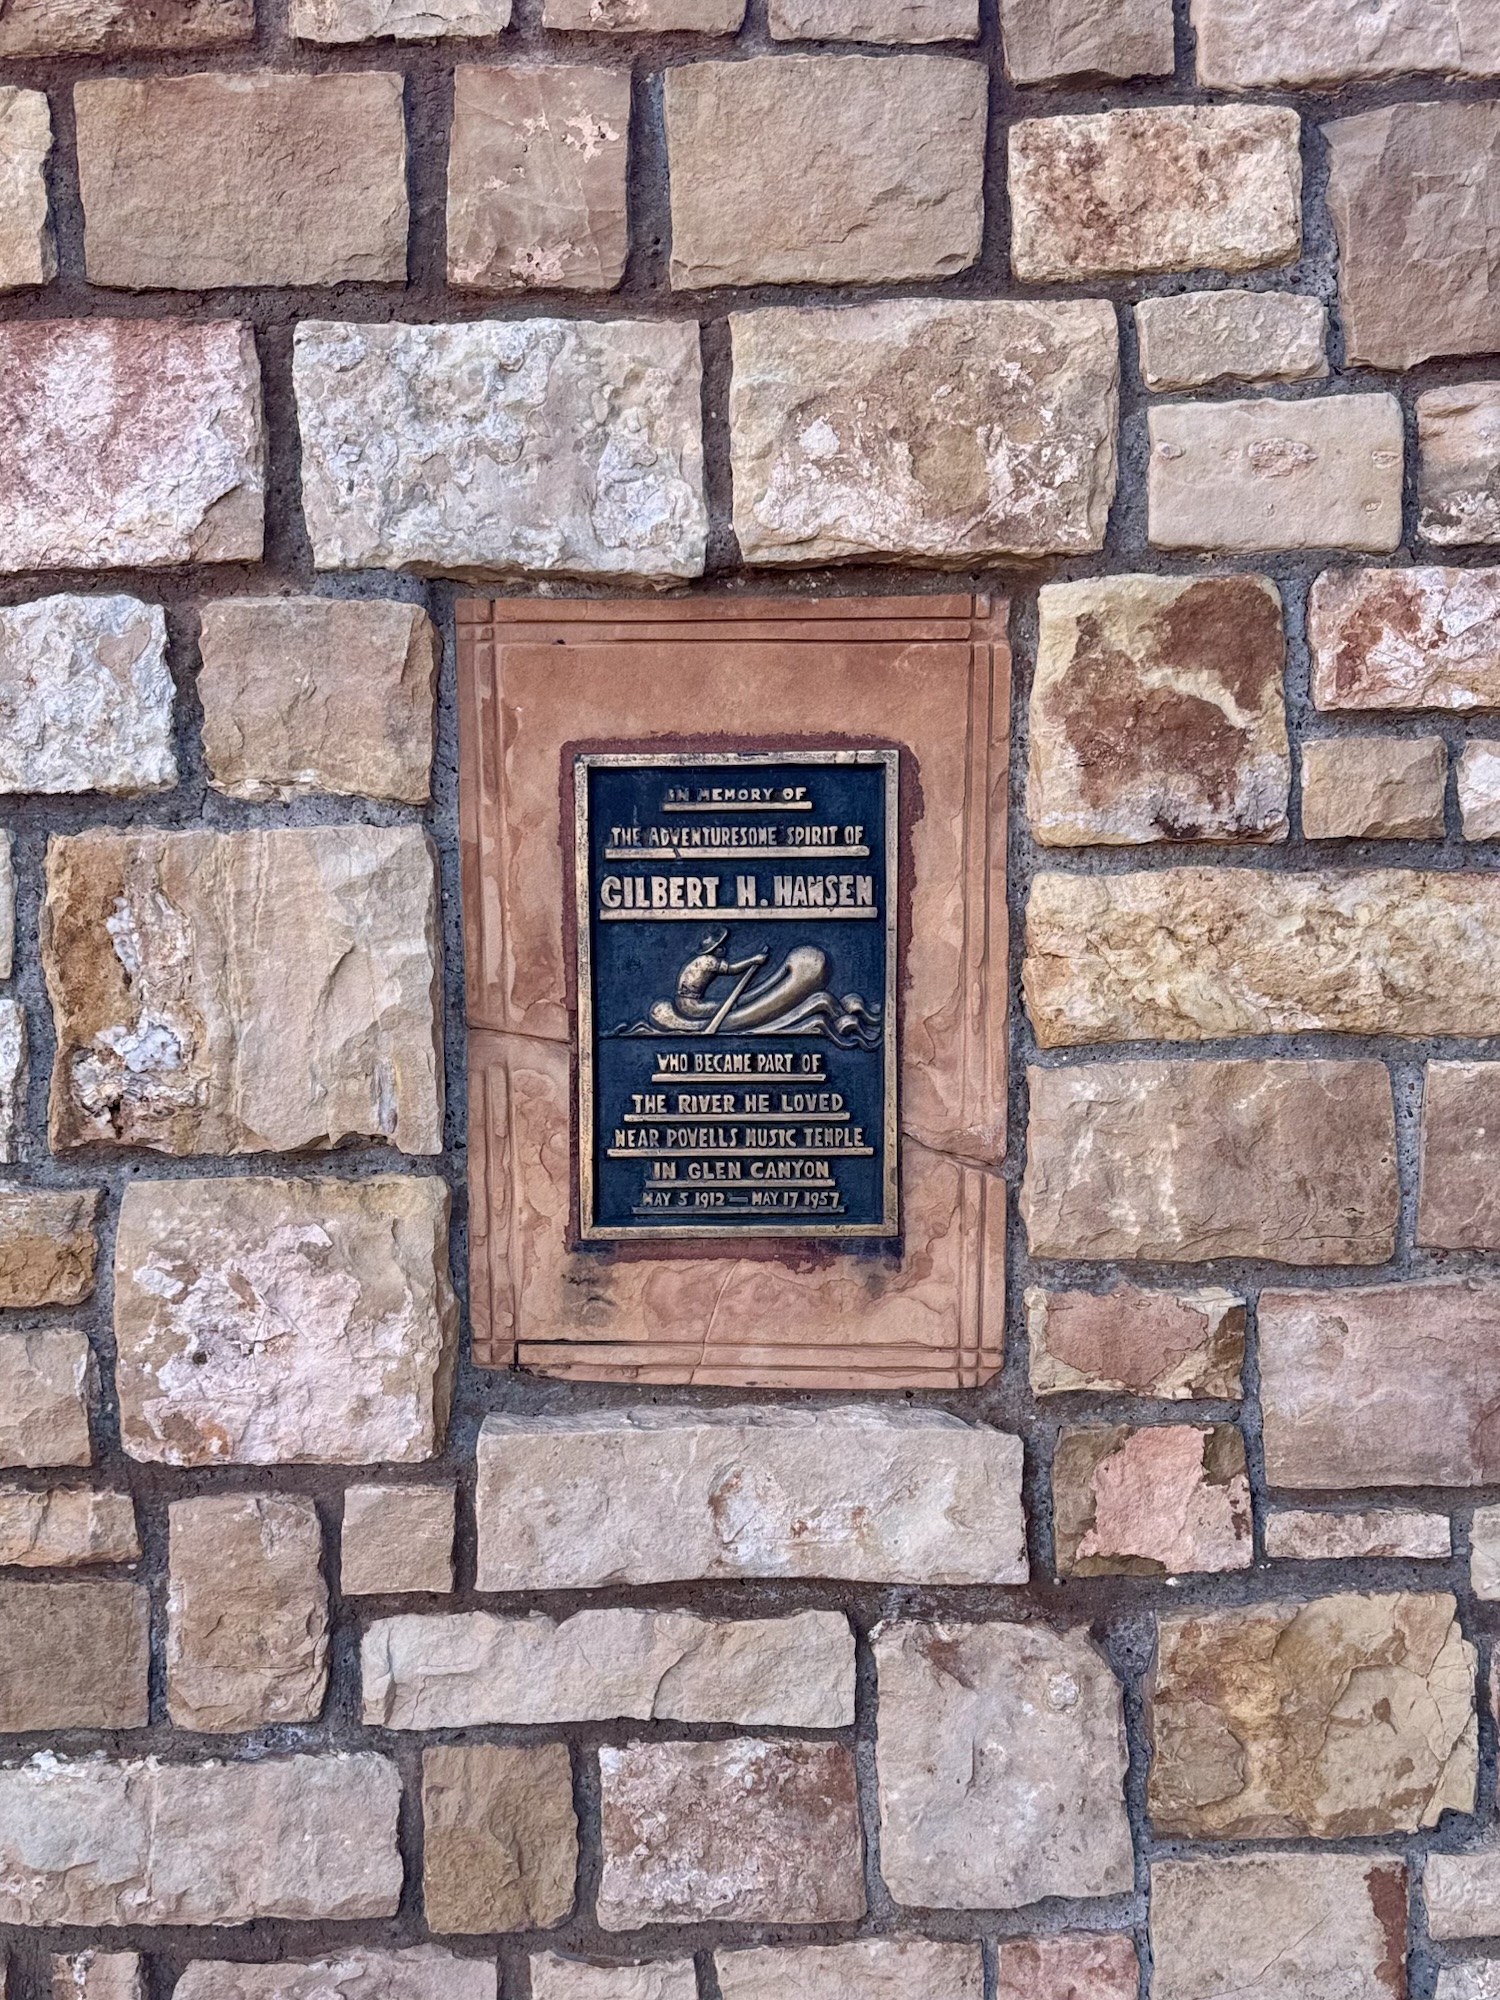 IN MEMORY OF
THE ADVENTURESOME SPIRIT OF
GILBERT H. HANSEN
WHO BECAME PART OF
THE RIVER HE LOVED
NEAR POWELLS MUSIC TEMPLE
IN GLEN CANYON
MAY 5 1912 — MAY 17 1957